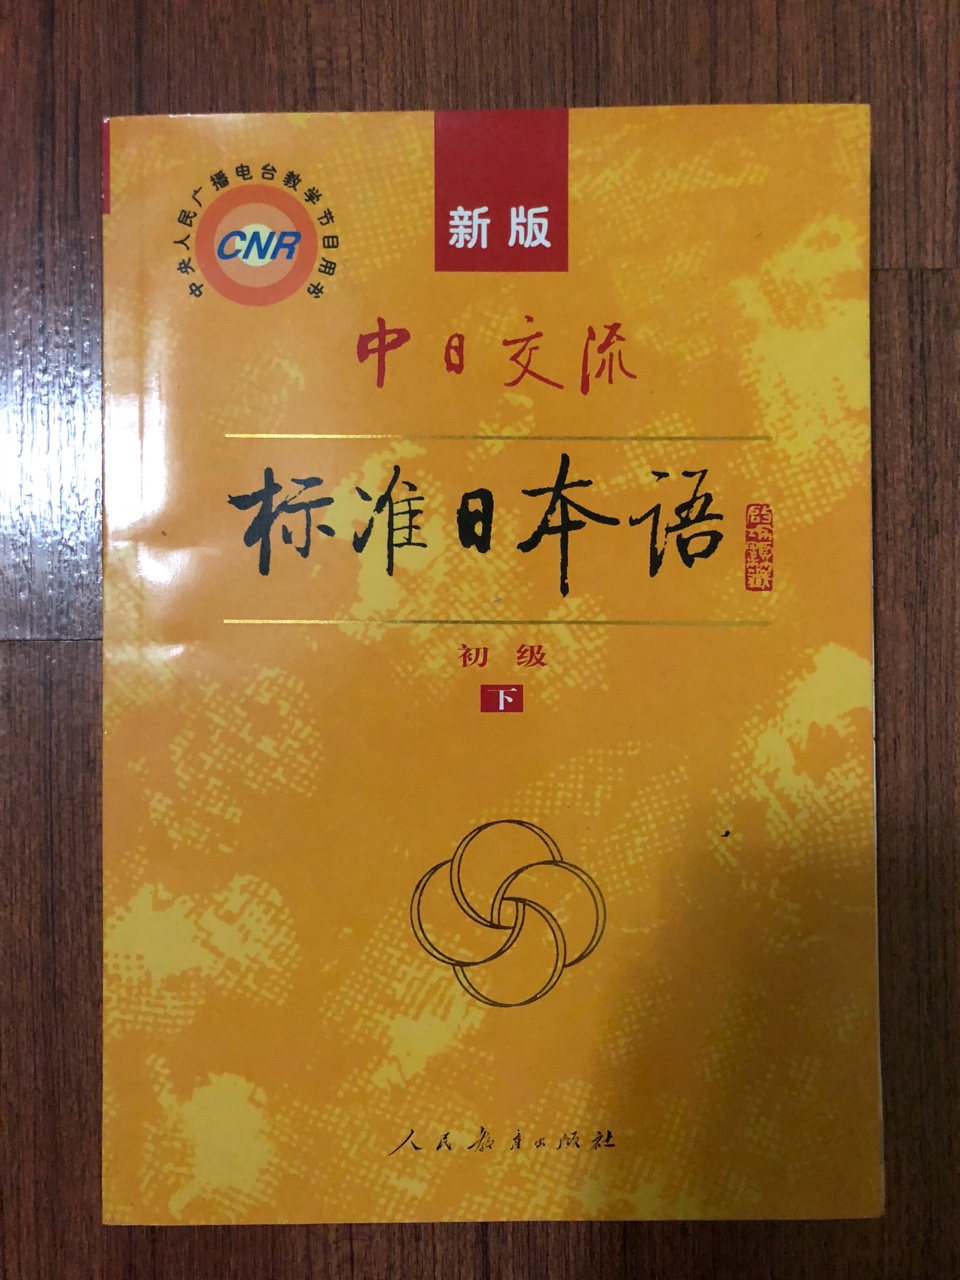 新版
中央人民广播电台教学节目用书
CNR
中日交流
标准日本语
初级
下
人民教育出版社